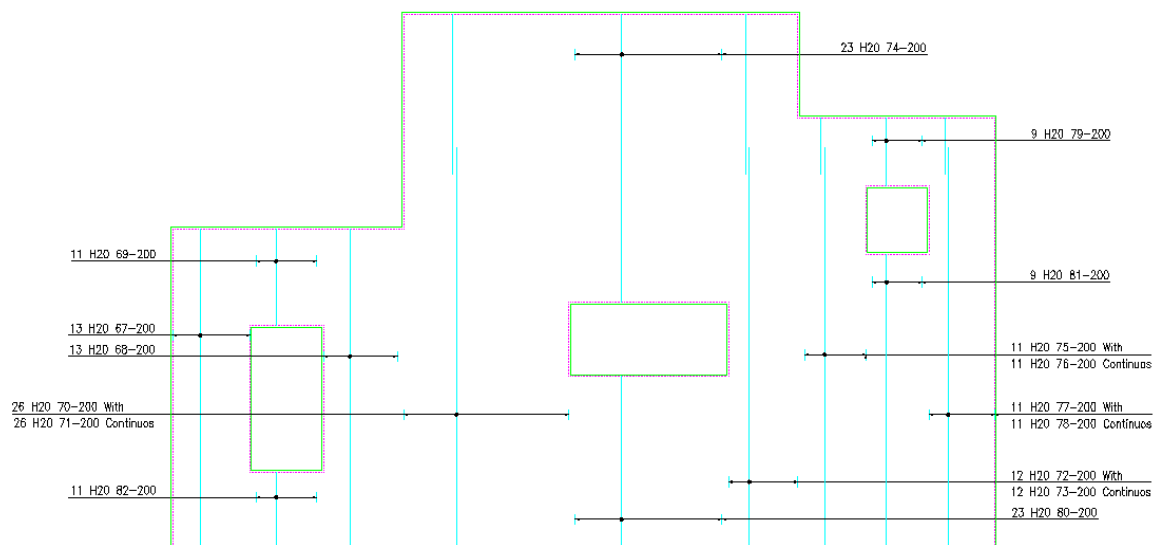 23 H20 74-200
9 H20 79-200
11 H20 69-200
9 H20 81-200
13 H20 67-200
13 H20 68-200
11 H20 75-200 With
11 H20 76-200 Continuos
26 H20 70-200 With
26 H20 71-200 Continuos
11 H20 77-200 With
11 H20 78-200 Continuos
12 H20 72-200 With
12 H20 73-200 Continuos
11 H20 82-200
23 H20 80-200